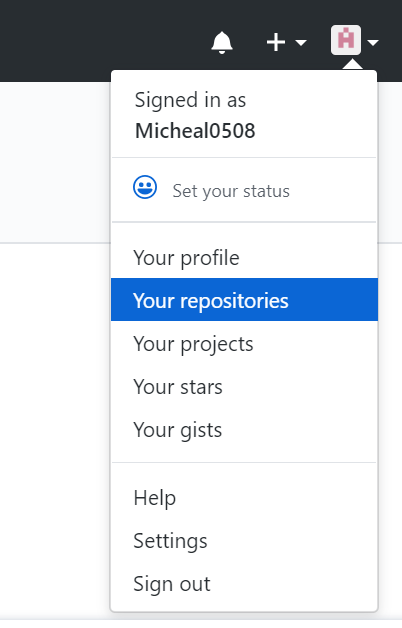 Signed in as
Micheal0508
Set your status
Your profile
Your repositories
Your projects
Your stars
Your gists
Help
Settings
Sign out